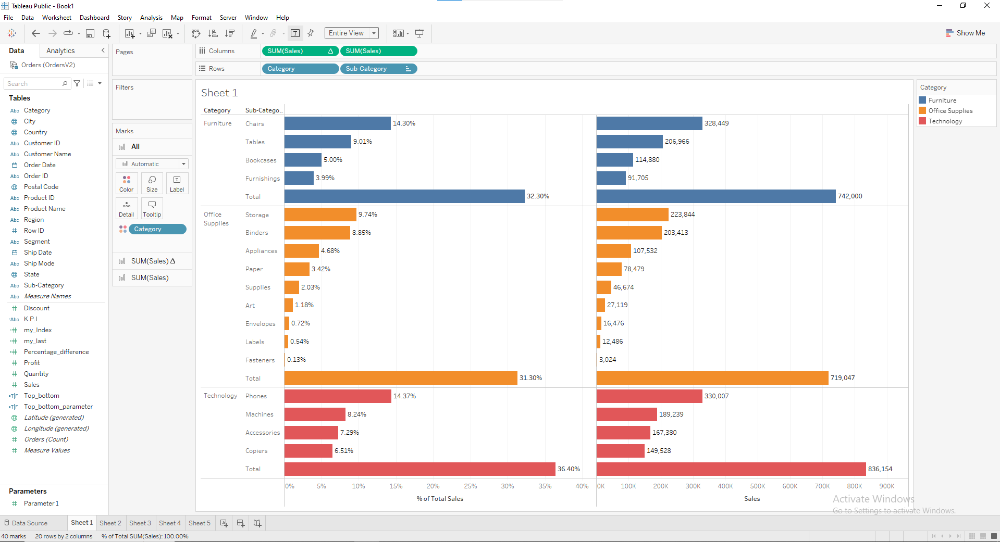 Tableau Public - Book1
File Data Worksheet Dashboard Story Analysis Map Format Server Window Help
Entire View
Show Me
Data Analytics
Orders (OrdersV2)
Search
Tables
Abc Category
City
Country
Abc Customer ID
Abc Customer Name
Order Date
Abc Order ID
Postal Code
Abc Product ID
Abc Product Name
Abc Region
# Row ID
Abc Segment
Ship Date
Abc Ship Mode
State
Abc Sub-Category
Abc Measure Names
# Discount
=Abc K.P.I
=# my_Index
=# my_last
=# Percentage_difference
# Profit
# Quantity
# Sales
=T|F Top_bottom
=T|F Top_bottom_parameter
Latitude (generated)
Longitude (generated)
# Orders (Count)
# Measure Values
Parameters
# Parameter 1
Pages
Filters
Marks
All
Automatic
Color Size Label
Detail Tooltip
Category
SUM(Sales) Δ
SUM(Sales)
Columns SUM(Sales) Δ SUM(Sales)
Rows Category Sub-Category
Sheet 1
Category Sub-Catego..
Furniture Chairs 14.30% 328,449
Tables 9.01% 206,966
Bookcases 5.00% 114,880
Furnishings 3.99% 91,705
Total 32.30% 742,000
Office Supplies Storage 9.74% 223,844
Binders 8.85% 203,413
Appliances 4.68% 107,532
Paper 3.42% 78,479
Supplies 2.03% 46,674
Art 1.18% 27,119
Envelopes 0.72% 16,476
Labels 0.54% 12,486
Fasteners 0.13% 3,024
Total 31.30% 719,047
Technology Phones 14.37% 330,007
Machines 8.24% 189,239
Accessories 7.29% 167,380
Copiers 6.51% 149,528
Total 36.40% 836,154
0% 5% 10% 15% 20% 25% 30% 35% 40% 0K 100K 200K 300K 400K 500K 600K 700K 800K 900K
% of Total Sales Sales
Category
Furniture
Office Supplies
Technology
Activate Windows
Go to Settings to activate Windows.
Data Source Sheet 1 Sheet 2 Sheet 3 Sheet 4 Sheet 5
40 marks 20 rows by 2 columns % of Total SUM(Sales): 100.00%